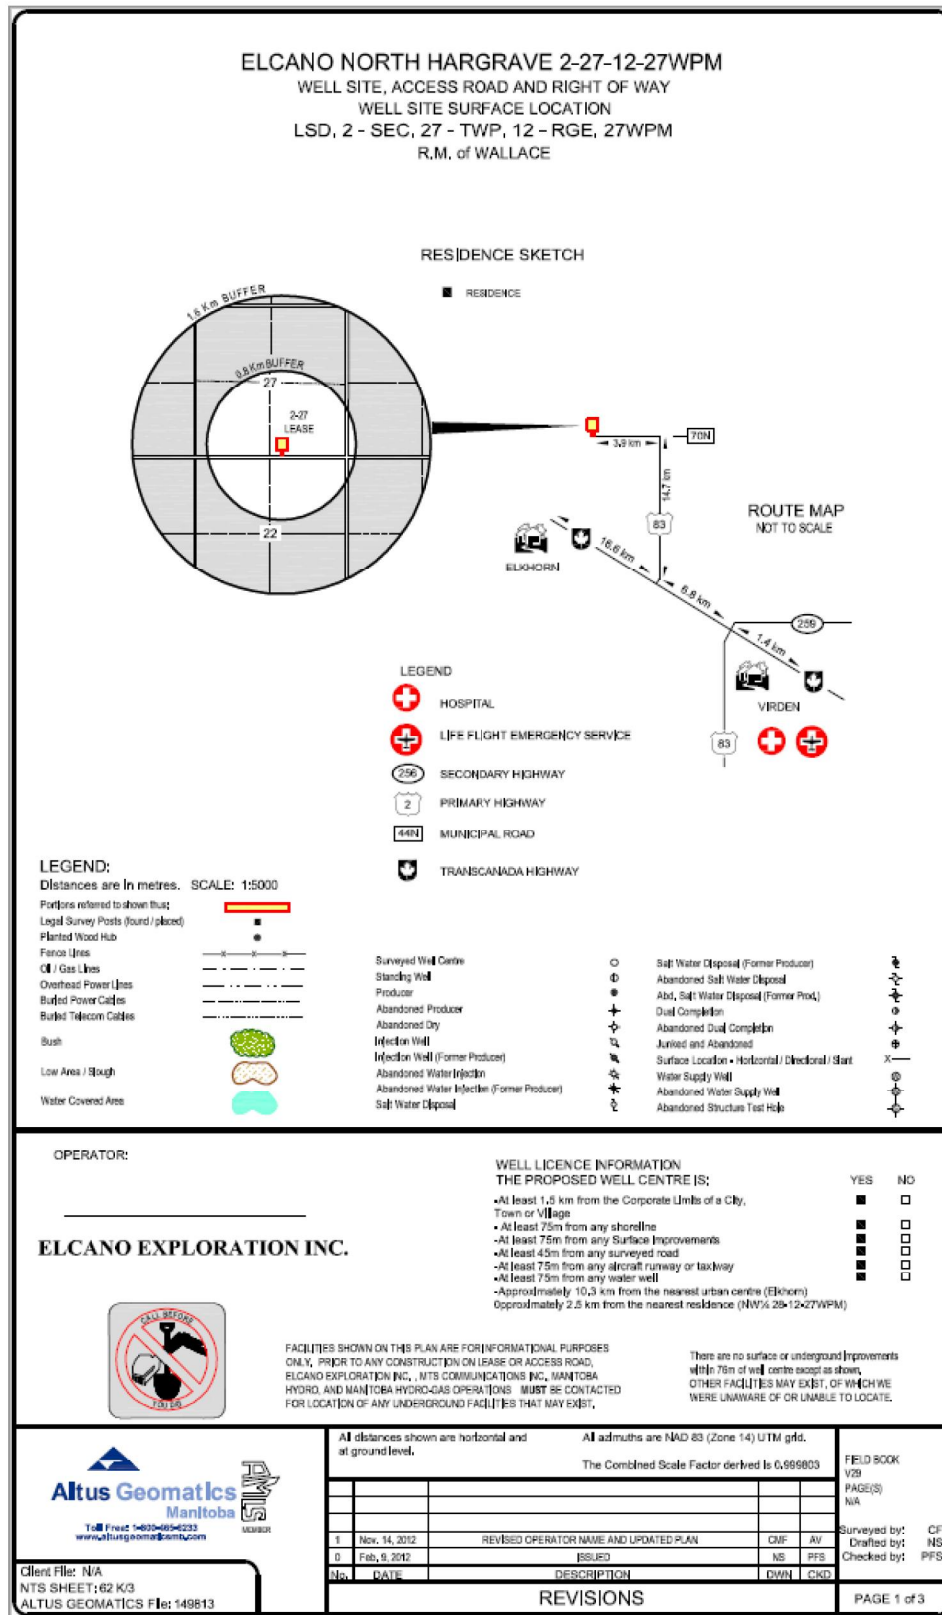 ELCANO NORTH HARGRAVE 2-27-12-27WPM
WELL SITE, ACCESS ROAD AND RIGHT OF WAY
WELL SITE SURFACE LOCATION
LSD, 2 - SEC, 27 - TWP, 12 - RGE, 27WPM
R.M. of WALLACE
RESIDENCE SKETCH
RESIDENCE
1.6 Km BUFFER
0.8 Km BUFFER
27
2-27
LEASE
22
70N
3.9 km
14.7 km
83
ROUTE MAP
NOT TO SCALE
ELKHORN
16.6 km
6.8 km
259
1.4 km
VIRDEN
83
LEGEND
HOSPITAL
LIFE FLIGHT EMERGENCY SERVICE
256 SECONDARY HIGHWAY
2 PRIMARY HIGHWAY
44N MUNICIPAL ROAD
TRANSCANADA HIGHWAY
LEGEND:
Distances are in metres. SCALE: 1:5000
Portions referred to shown thus:
Legal Survey Posts (found / placed)
Planted Wood Hub
Fence Lines
Oil / Gas Lines
Overhead Power Lines
Buried Power Cables
Buried Telecom Cables
Bush
Low Area / Slough
Water Covered Area
Surveyed Well Centre
Standing Well
Producer
Abandoned Producer
Abandoned Dry
Injection Well
Injection Well (Former Producer)
Abandoned Water Injection
Abandoned Water Injection (Former Producer)
Salt Water Disposal
Salt Water Disposal (Former Producer)
Abandoned Salt Water Disposal
Abd. Salt Water Disposal (Former Prod.)
Dual Completion
Abandoned Dual Completion
Junked and Abandoned
Surface Location - Horizontal / Directional / Slant X
Water Supply Well
Abandoned Water Supply Well
Abandoned Structure Test Hole
OPERATOR:
ELCANO EXPLORATION INC.
WELL LICENCE INFORMATION
THE PROPOSED WELL CENTRE IS: YES NO
-At least 1.5 km from the Corporate Limits of a City,
Town or Village
- At least 75m from any shoreline
-At least 75m from any Surface Improvements
-At least 45m from any surveyed road
-At least 75m from any aircraft runway or taxiway
-At least 75m from any water well
-Approximately 10.3 km from the nearest urban centre (Elkhorn)
0pproximately 2.5 km from the nearest residence (NW¼ 28-12-27WPM)
CALL BEFORE
YOU DIG
FACILITIES SHOWN ON THIS PLAN ARE FOR INFORMATIONAL PURPOSES
ONLY, PRIOR TO ANY CONSTRUCTION ON LEASE OR ACCESS ROAD,
ELCANO EXPLORATION INC., MTS COMMUNICATIONS INC, MANITOBA
HYDRO, AND MANITOBA HYDRO-GAS OPERATIONS MUST BE CONTACTED
FOR LOCATION OF ANY UNDERGROUND FACILITIES THAT MAY EXIST.
There are no surface or underground improvements
within 76m of well centre except as shown,
OTHER FACILITIES MAY EXIST, OF WHICH WE
WERE UNAWARE OF OR UNABLE TO LOCATE.
Altus Geomatics
Manitoba
Toll Free: 1-800-465-6233
www.altusgeomaticsmb.com
AMLS
MEMBER
Client File: N/A
NTS SHEET: 62 K/3
ALTUS GEOMATICS File: 149813
All distances shown are horizontal and
at ground level.
All azimuths are NAD 83 (Zone 14) UTM grid.
The Combined Scale Factor derived is 0.999803
1 Nov. 14, 2012 REVISED OPERATOR NAME AND UPDATED PLAN CMF AV
0 Feb, 9, 2012 ISSUED NS PFS
No. DATE DESCRIPTION DWN CKD
REVISIONS
FIELD BOOK
V29
PAGE(S)
N/A
Surveyed by: CF
Drafted by: NS
Checked by: PFS
PAGE 1 of 3